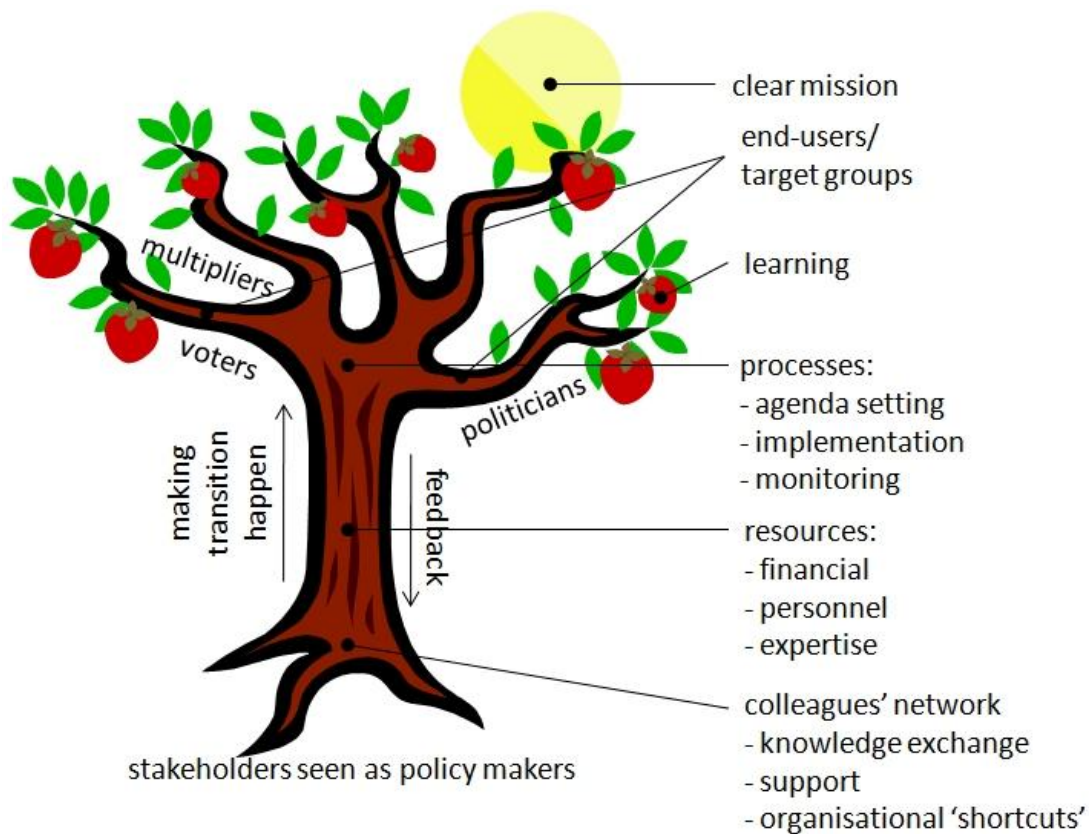 clear mission
end-users/
target groups
learning
multipliers
voters
politicians
processes:
- agenda setting
- implementation
- monitoring
making
transition
happen
feedback
resources:
- financial
- personnel
- expertise
colleagues’ network
- knowledge exchange
- support
- organisational ‘shortcuts’
stakeholders seen as policy makers